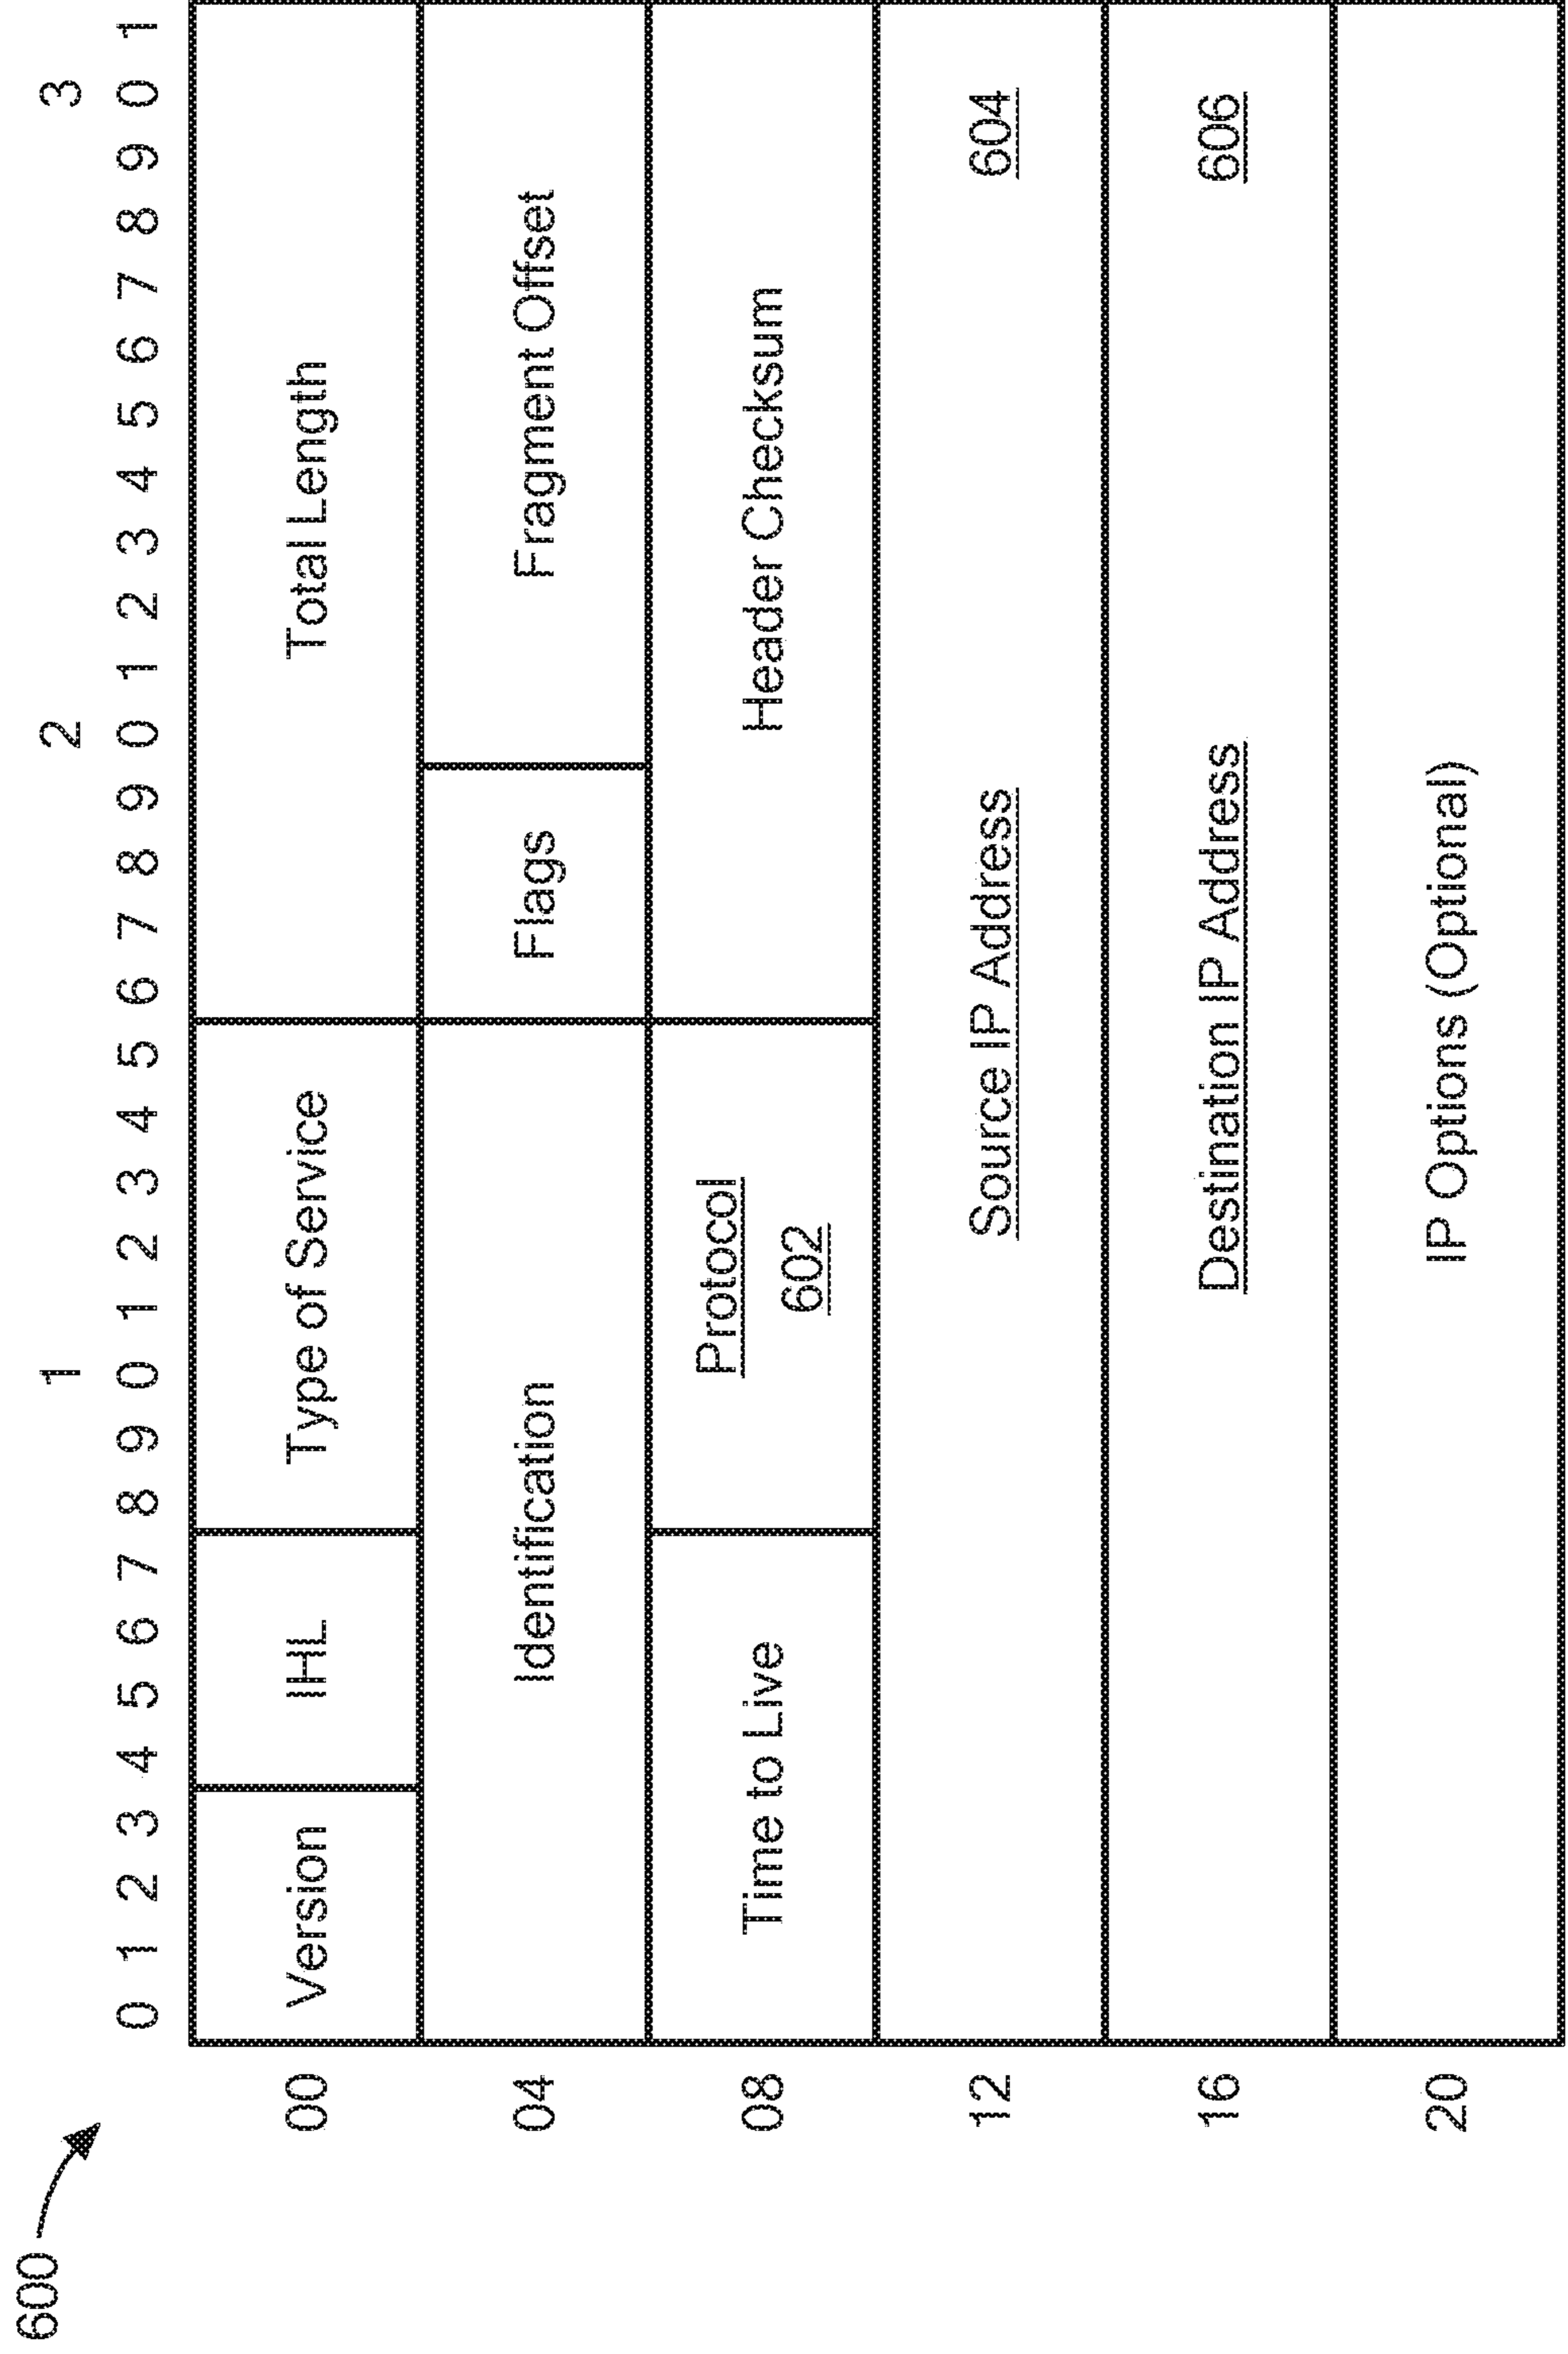 600
1 2 3
0 1 2 3 4 5 6 7 8 9 0 1 2 3 4 5 6 7 8 9 0 1 2 3 4 5 6 7 8 9 0 1
00 Version IHL Type of Service Total Length
04 Identification Flags Fragment Offset
08 Time to Live Protocol Header Checksum
602
12 Source IP Address 604
16 Destination IP Address 606
20 IP Options (Optional)